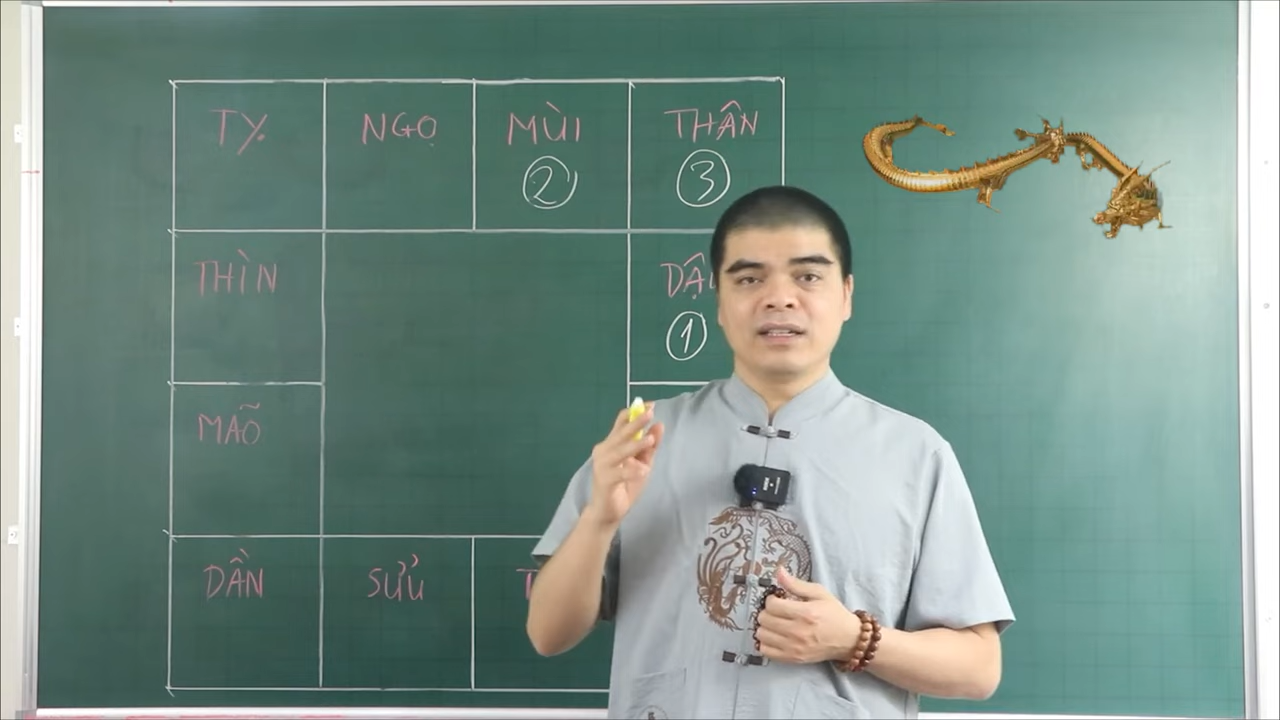 TỴ NGỌ MÙI THÂN
② ③
THÌN
①
MÃO
DẦN SỬU